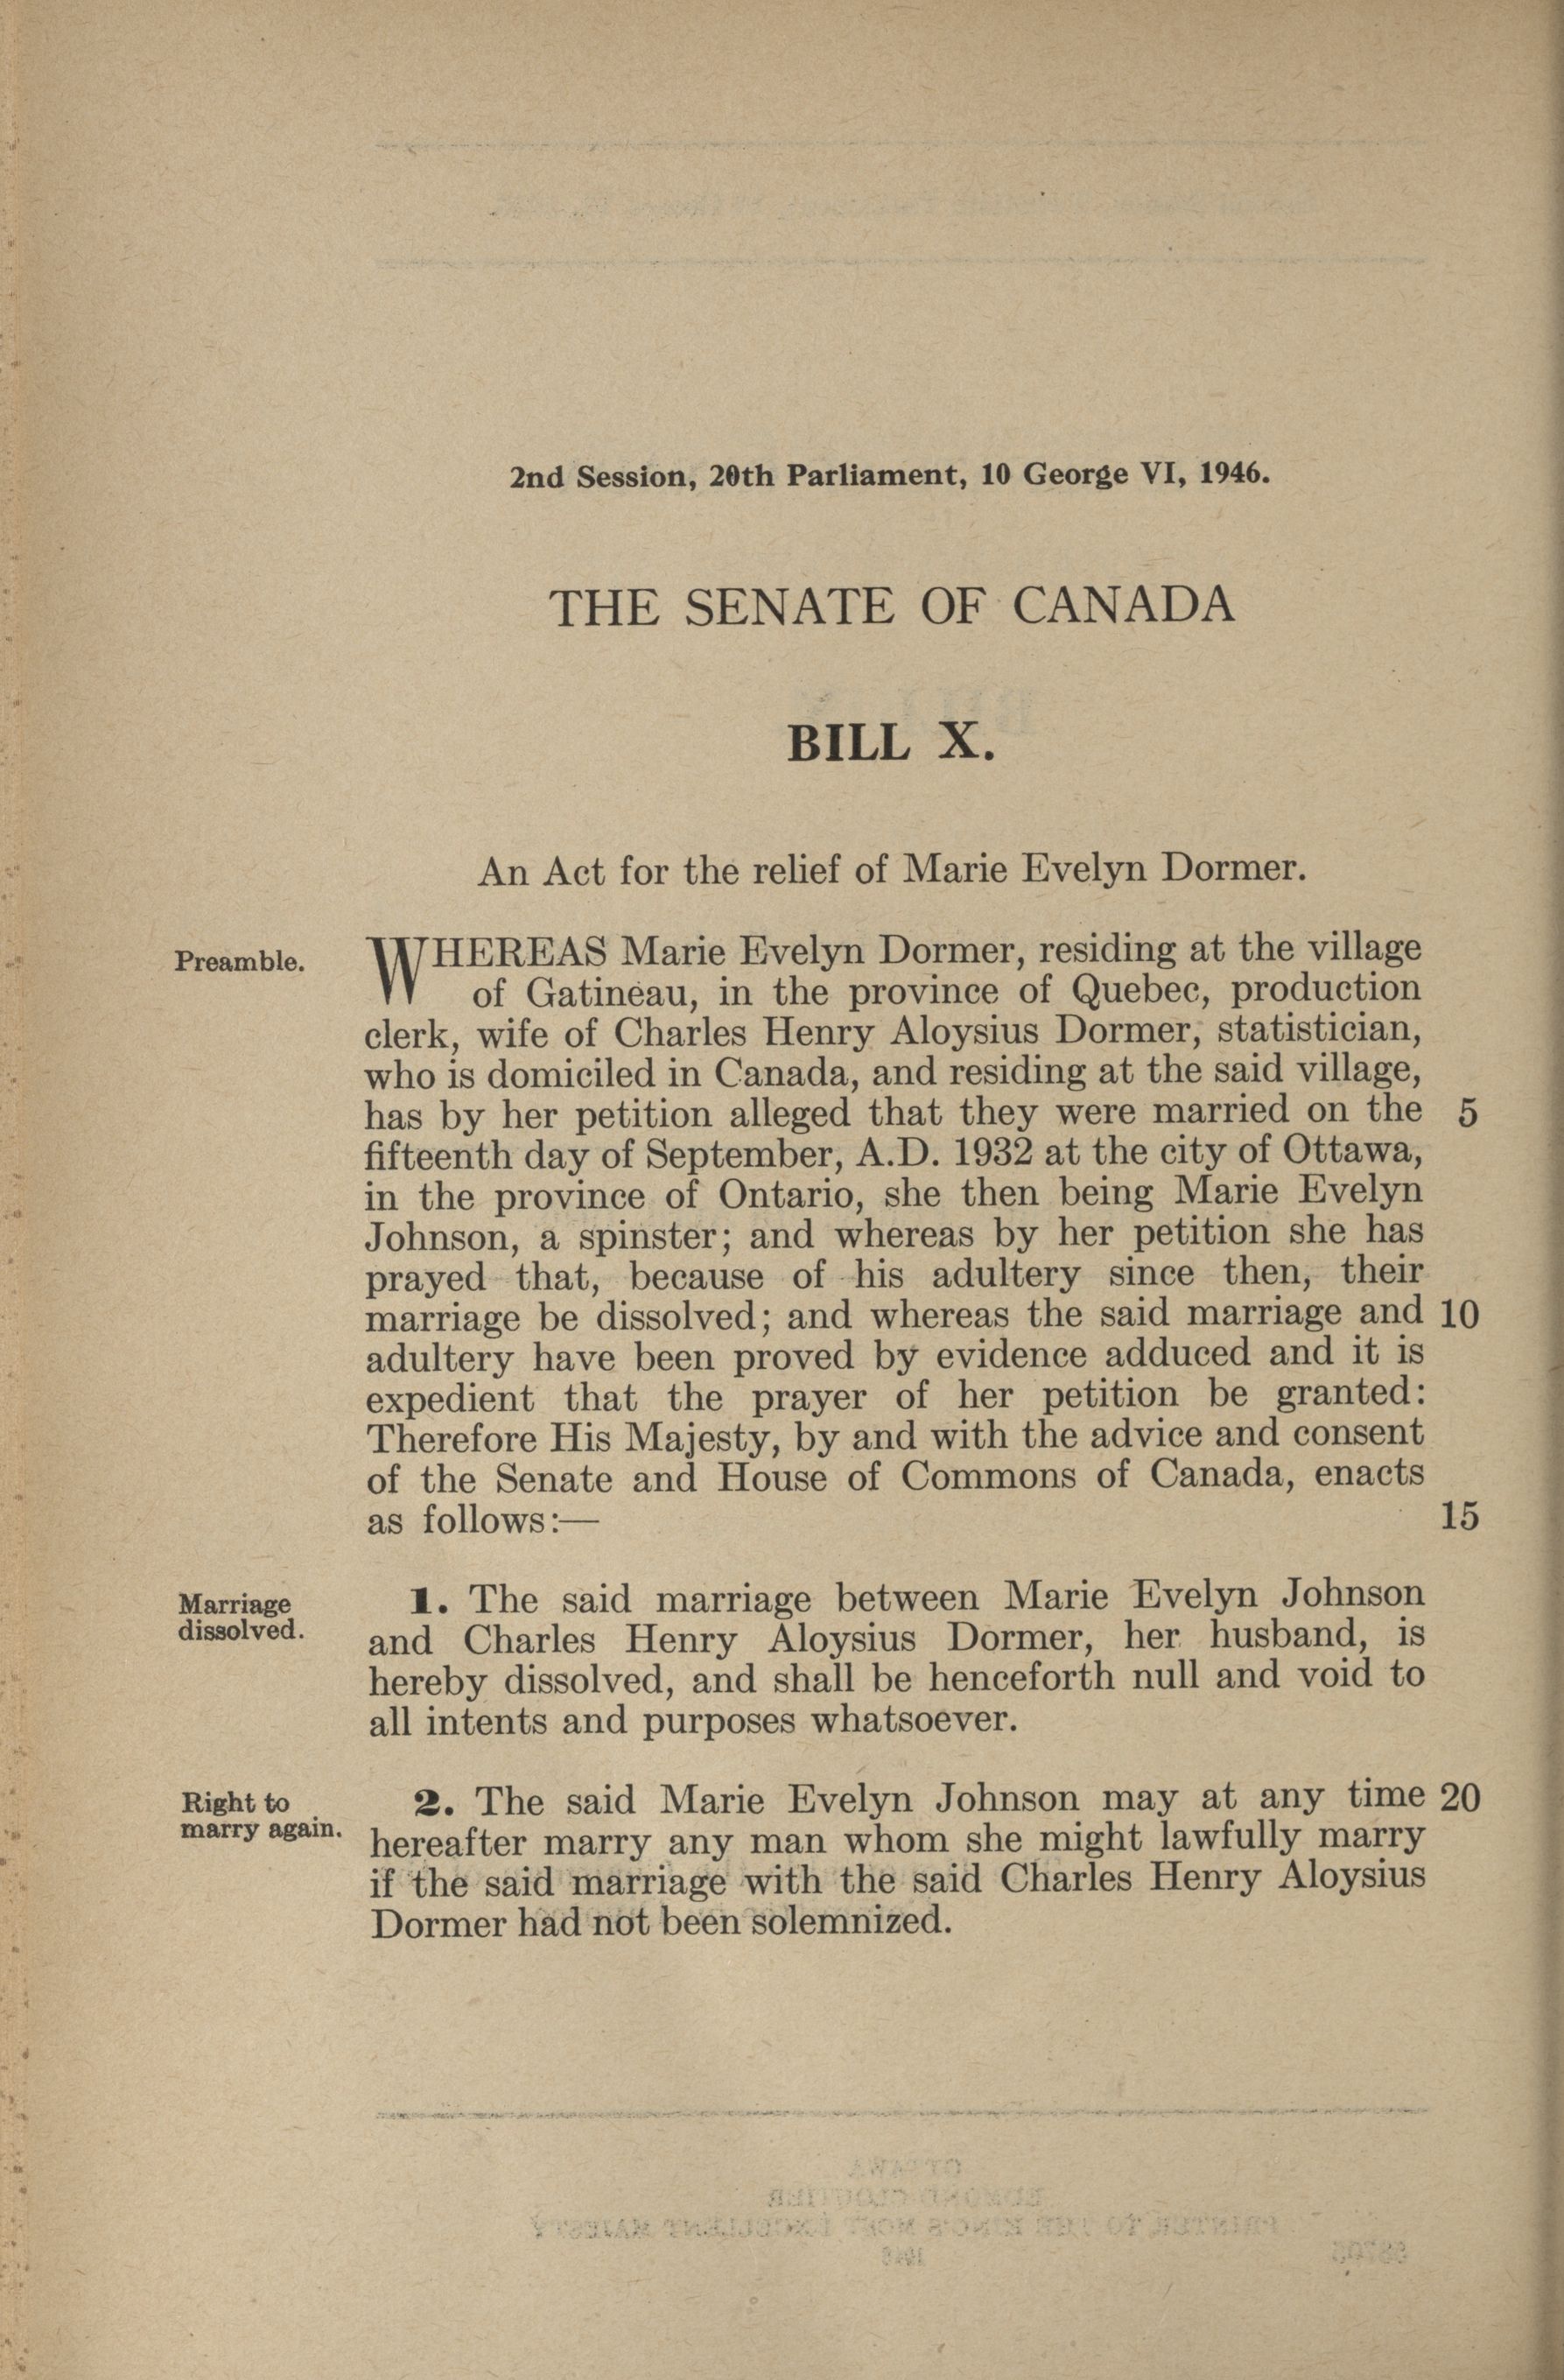 2nd Session, 20th Parliament, 10 George VI, 1946.
THE SENATE OF CANADA
BILL X.
An Act for the relief of Marie Evelyn Dormer.
Preamble.
WHEREAS Marie Evelyn Dormer, residing at the village
of Gatineau, in the province of Quebec, production
clerk, wife of Charles Henry Aloysius Dormer, statistician,
who is domiciled in Canada, and residing at the said village,
has by her petition alleged that they were married on the 5
fifteenth day of September, A.D. 1932 at the city of Ottawa,
in the province of Ontario, she then being Marie Evelyn
Johnson, a spinster; and whereas by her petition she has
prayed that, because of his adultery since then, their
marriage be dissolved; and whereas the said marriage and 10
adultery have been proved by evidence adduced and it is
expedient that the prayer of her petition be granted:
Therefore His Majesty, by and with the advice and consent
of the Senate and House of Commons of Canada, enacts
as follows:— 15
Marriage
dissolved.
1. The said marriage between Marie Evelyn Johnson
and Charles Henry Aloysius Dormer, her husband, is
hereby dissolved, and shall be henceforth null and void to
all intents and purposes whatsoever.
Right to
marry again.
2. The said Marie Evelyn Johnson may at any time 20
hereafter marry any man whom she might lawfully marry
if the said marriage with the said Charles Henry Aloysius
Dormer had not been solemnized.